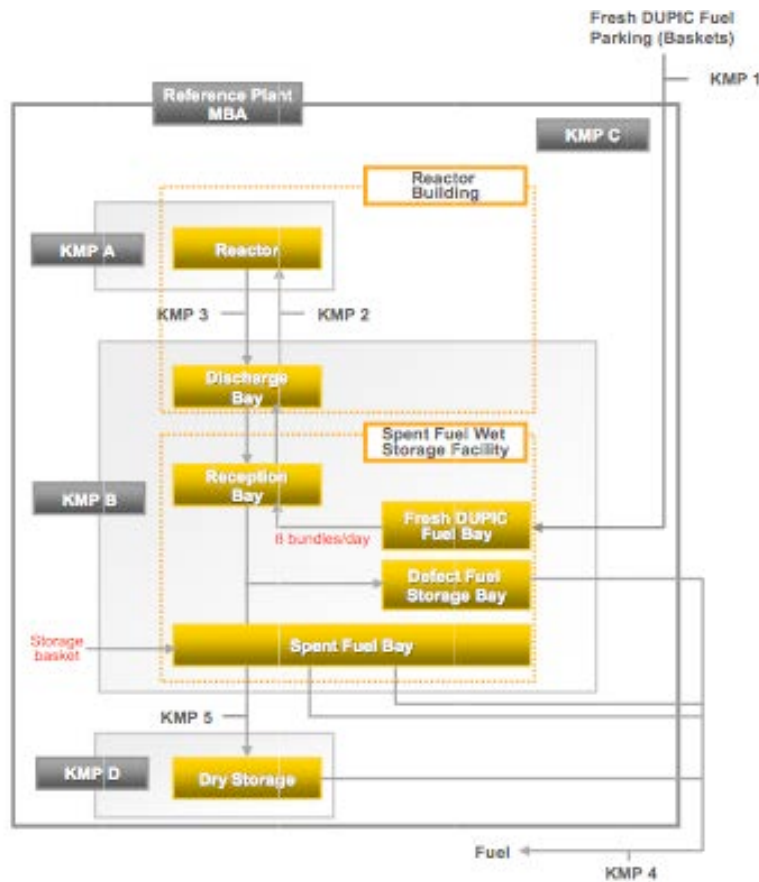 Fresh DUPIC Fuel
Parking (Baskets)
KMP 1
Reference Plant
MBA
KMP C
Reactor
Building
KMP A
Reactor
KMP 3
KMP 2
Discharge
Bay
Spent Fuel Wet
Storage Facility
Reception
Bay
KMP B
Fresh DUPIC
Fuel Bay
8 bundles/day
Defect Fuel
Storage Bay
Storage
basket
Spent Fuel Bay
KMP 5
KMP D
Dry Storage
Fuel
KMP 4